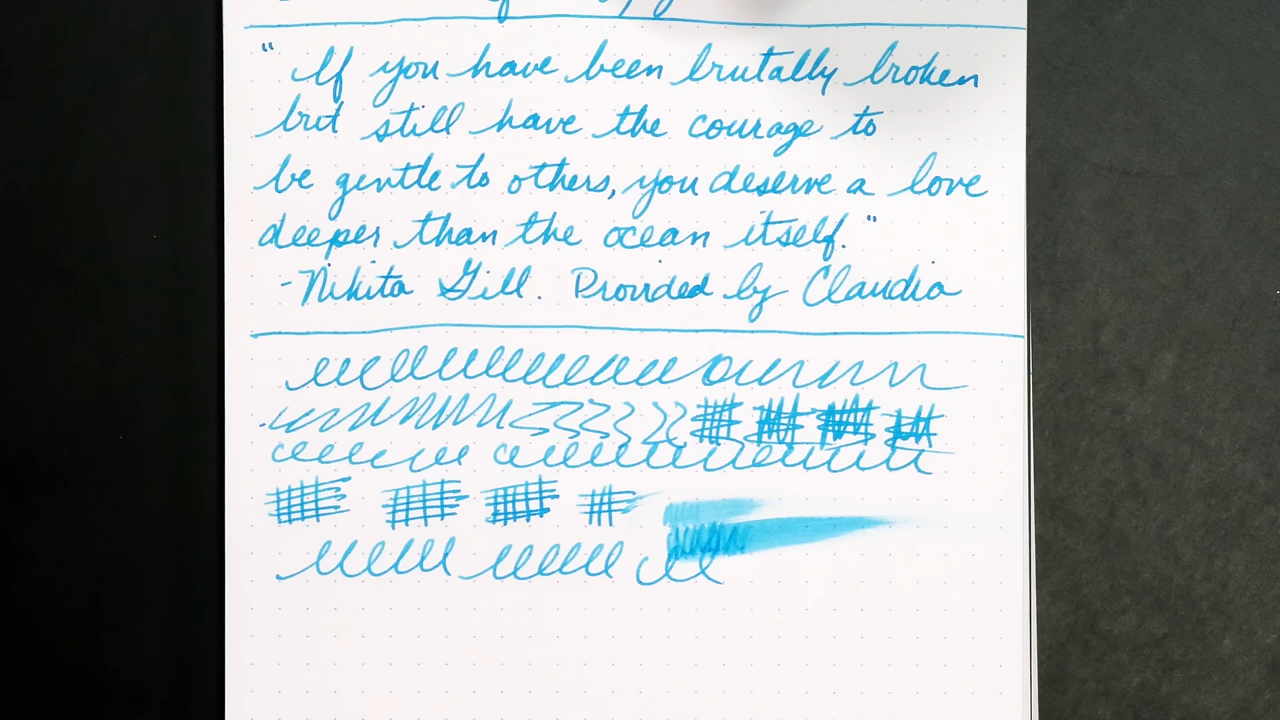 " If you have been brutally broken
but still have the courage to
be gentle to others, you deserve a love
deeper than the ocean itself."
- Nikita Gill. Provided by Claudia